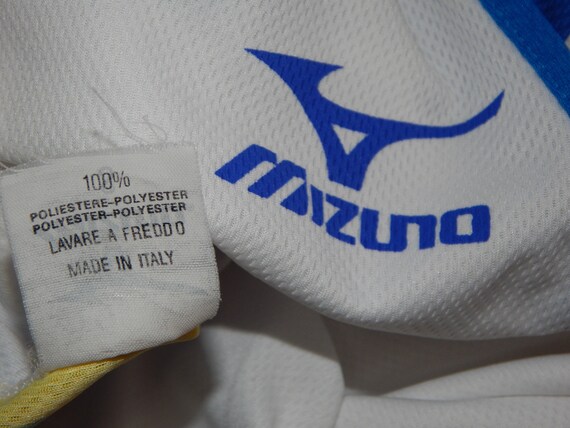 100%
POLIESTERE-POLYESTER
POLYESTER-POLYESTER
LAVARE A FREDDO
MADE IN ITALY
MIZUNO